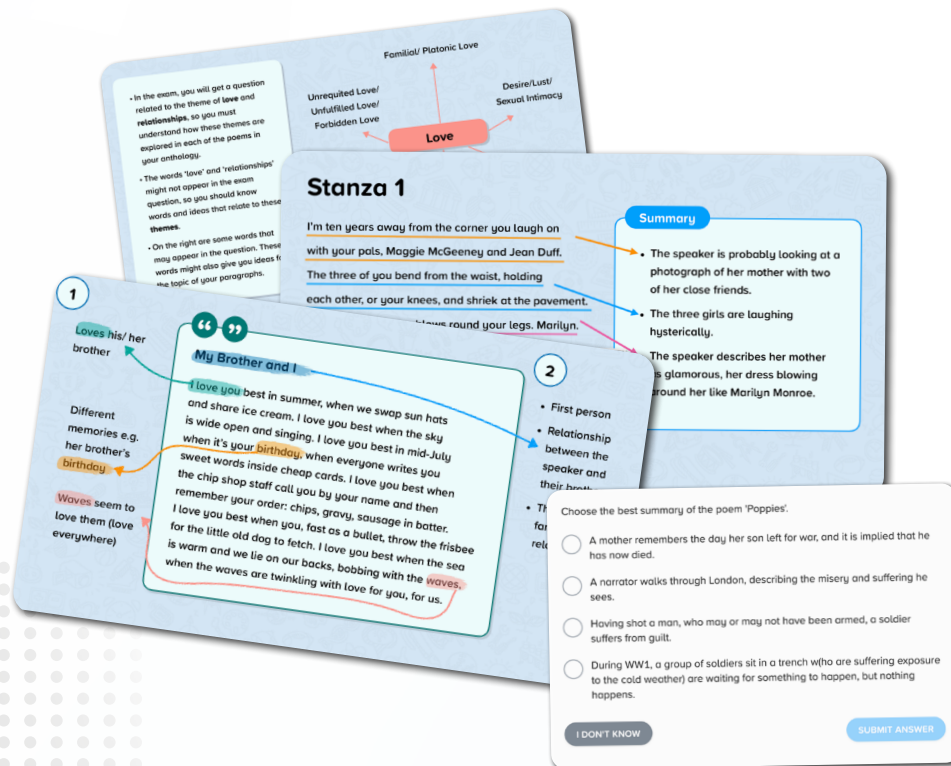 • In the exam, you will get a question
related to the theme of love and
relationships, so you must
understand how these themes are
explored in each of the poems in
your anthology.
• The words 'love' and 'relationships'
might not appear in the exam
question, so you should know
words and ideas that relate to these
themes.
• On the right are some words that
may appear in the question. These
words might also give you ideas
the topic of your paragraphs.
Familial/ Platonic Love
Unrequited Love/
Unfulfilled Love/
Forbidden Love
Desire/Lust/
Sexual Intimacy
Love
Stanza 1
I'm ten years away from the corner you laugh on
with your pals, Maggie McGeeney and Jean Duff.
The three of you bend from the waist, holding
each other, or your knees, and shriek at the pavement.
round your legs. Marilyn.
Summary
• The speaker is probably looking at a
photograph of her mother with two
of her close friends.
• The three girls are laughing
hysterically.
The speaker describes her mother
glamorous, her dress blowing
around her like Marilyn Monroe.
1
Loves his/ her
brother
Different
memories e.g.
her brother's
birthday
Waves seem to
love them (love
everywhere)
“ ”
My Brother and I
I love you best in summer, when we swap sun hats
and share ice cream. I love you best when the sky
is wide open and singing. I love you best in mid-July
when it's your birthday, when everyone writes you
sweet words inside cheap cards. I love you best when
the chip shop staff call you by your name and then
remember your order: chips, gravy, sausage in batter.
I love you best when you, fast as a bullet, throw the frisbee
for the little old dog to fetch. I love you best when the sea
is warm and we lie on our backs, bobbing with the waves,
when the waves are twinkling with love for you, for us.
2
• First person
• Relationship
between the
speaker and
their
Choose the best summary of the poem 'Poppies'.
A mother remembers the day her son left for war, and it is implied that he
has now died.
A narrator walks through London, describing the misery and suffering he
sees.
Having shot a man, who may or may not have been armed, a soldier
suffers from guilt.
During WW1, a group of soldiers sit in a trench w(ho are suffering exposure
to the cold weather) are waiting for something to happen, but nothing
happens.
I DON'T KNOW
SUBMIT ANSWER